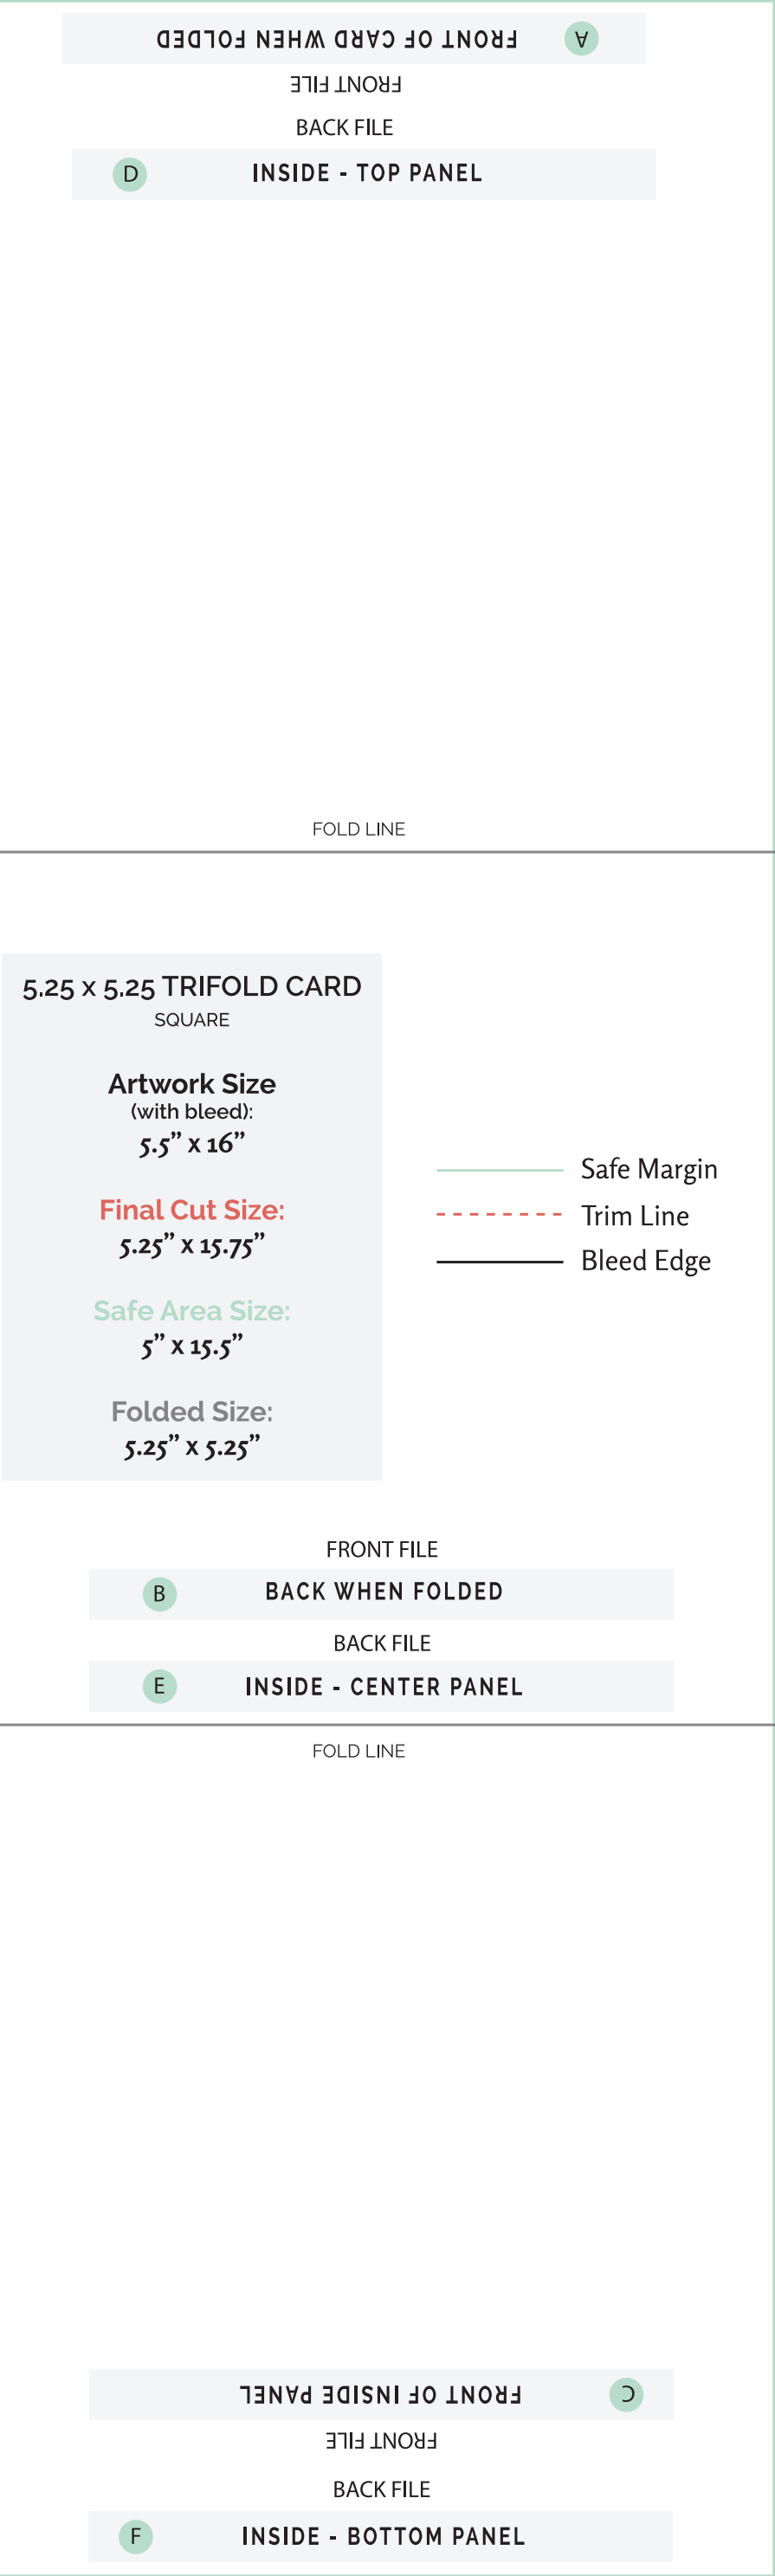 FRONT OF CARD WHEN FOLDED A
FRONT FILE
BACK FILE
D INSIDE - TOP PANEL
FOLD LINE
5.25 x 5.25 TRIFOLD CARD
SQUARE
Artwork Size
(with bleed):
5.5” x 16”
Final Cut Size:
5.25” x 15.75”
Safe Area Size:
5” x 15.5”
Folded Size:
5.25” x 5.25”
Safe Margin
Trim Line
Bleed Edge
FRONT FILE
B BACK WHEN FOLDED
BACK FILE
E INSIDE - CENTER PANEL
FOLD LINE
FRONT OF INSIDE PANEL C
FRONT FILE
BACK FILE
F INSIDE - BOTTOM PANEL